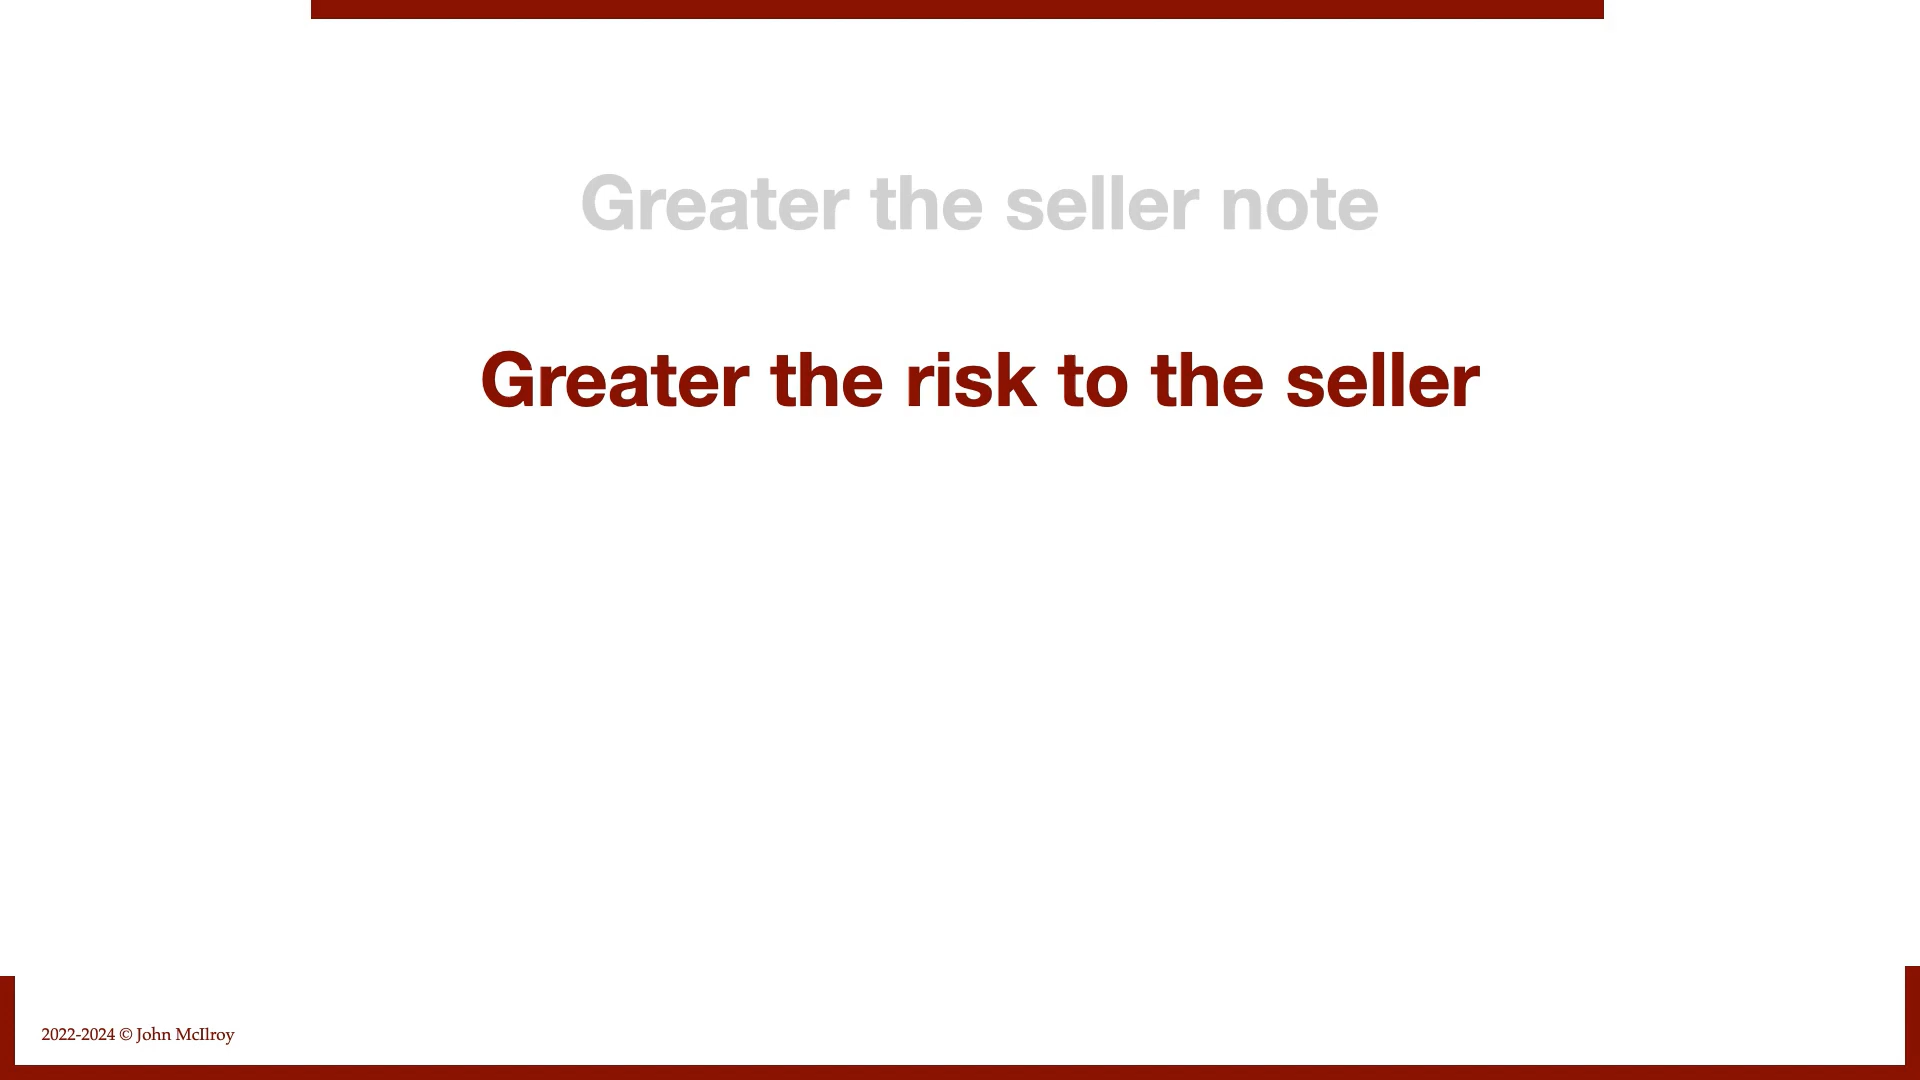 Greater the seller note
Greater the risk to the seller
2022-2024 © John McIlroy